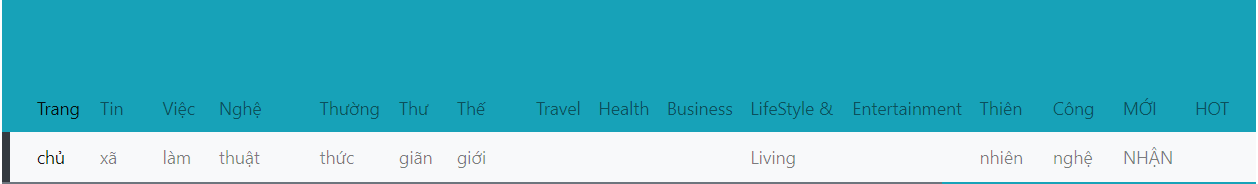 Trang Tin Việc Nghệ Thường Thư Thế Travel Health Business LifeStyle & Entertainment Thiên Công MỚI HOT
chủ xã làm thuật thức giãn giới Living nhiên nghệ NHẬN